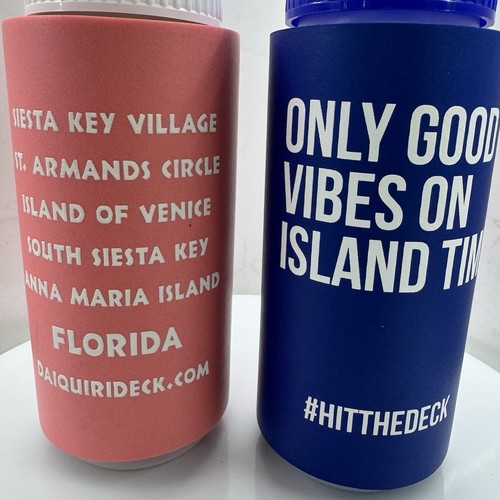 SIESTA KEY VILLAGE
ST. ARMANDS CIRCLE
ISLAND OF VENICE
SOUTH SIESTA KEY
ANNA MARIA ISLAND
FLORIDA
DAIQUIRIDECK.COM
ONLY GOOD
VIBES ON
ISLAND TIM
#HITTHEDECK